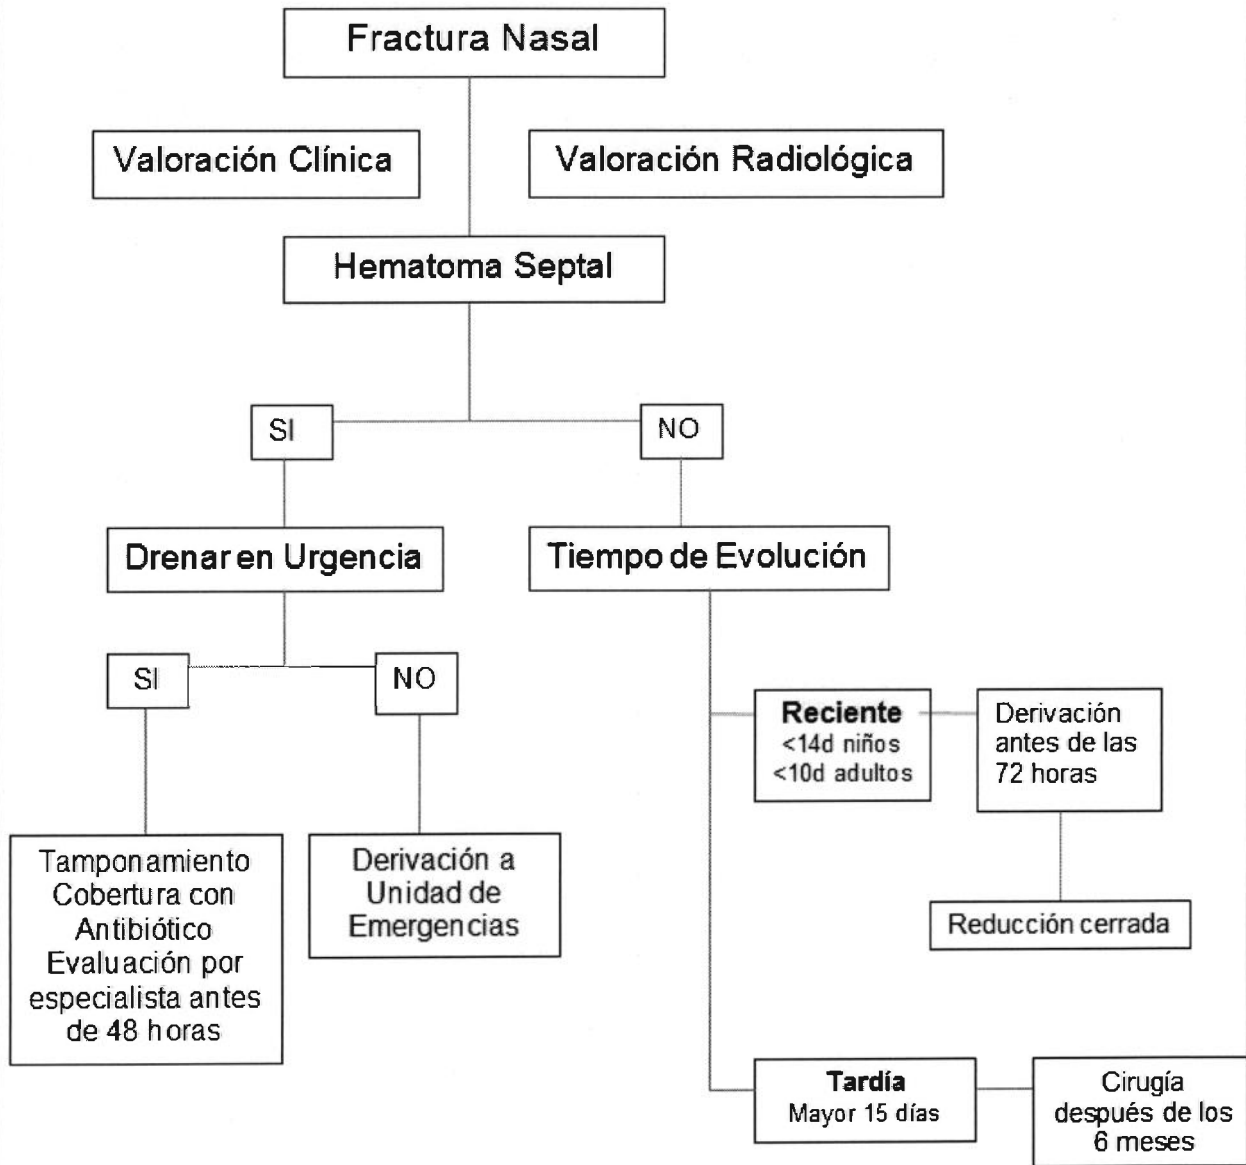 Fractura Nasal
Valoración Clínica
Valoración Radiológica
Hematoma Septal
SI
NO
Drenar en Urgencia
Tiempo de Evolución
SI
NO
Reciente
<14d niños
<10d adultos
Derivación
antes de las
72 horas
Tamponamiento
Cobertura con
Antibiótico
Evaluación por
especialista antes
de 48 horas
Derivación a
Unidad de
Emergencias
Reducción cerrada
Tardía
Mayor 15 días
Cirugía
después de los
6 meses